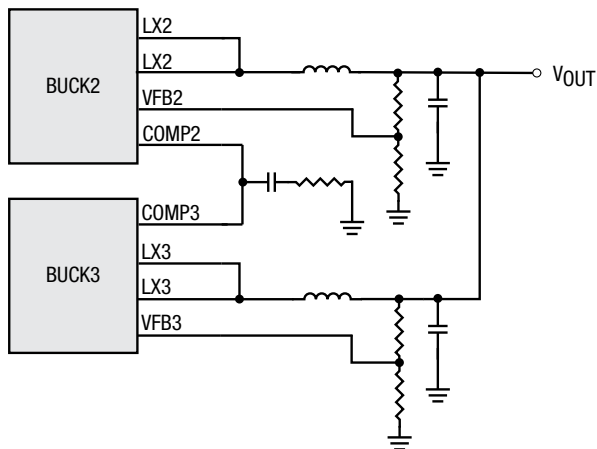 LX2
LX2
BUCK2
VFB2
COMP2
VOUT
COMP3
LX3
BUCK3
LX3
VFB3